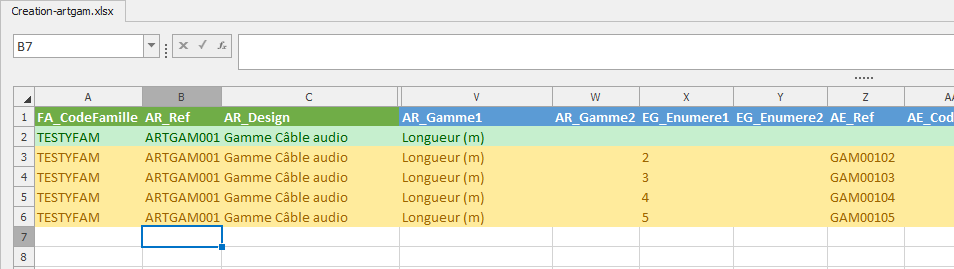 Creation-artgam.xlsx
B7 fx
A B C V W X Y Z AA
1 FA_CodeFamille AR_Ref AR_Design AR_Gamme1 AR_Gamme2 EG_Enumere1 EG_Enumere2 AE_Ref AE_Cod
2 TESTYFAM ARTGAM001 Gamme Câble audio Longueur (m)
3 TESTYFAM ARTGAM001 Gamme Câble audio Longueur (m) 2 GAM00102
4 TESTYFAM ARTGAM001 Gamme Câble audio Longueur (m) 3 GAM00103
5 TESTYFAM ARTGAM001 Gamme Câble audio Longueur (m) 4 GAM00104
6 TESTYFAM ARTGAM001 Gamme Câble audio Longueur (m) 5 GAM00105
7
8